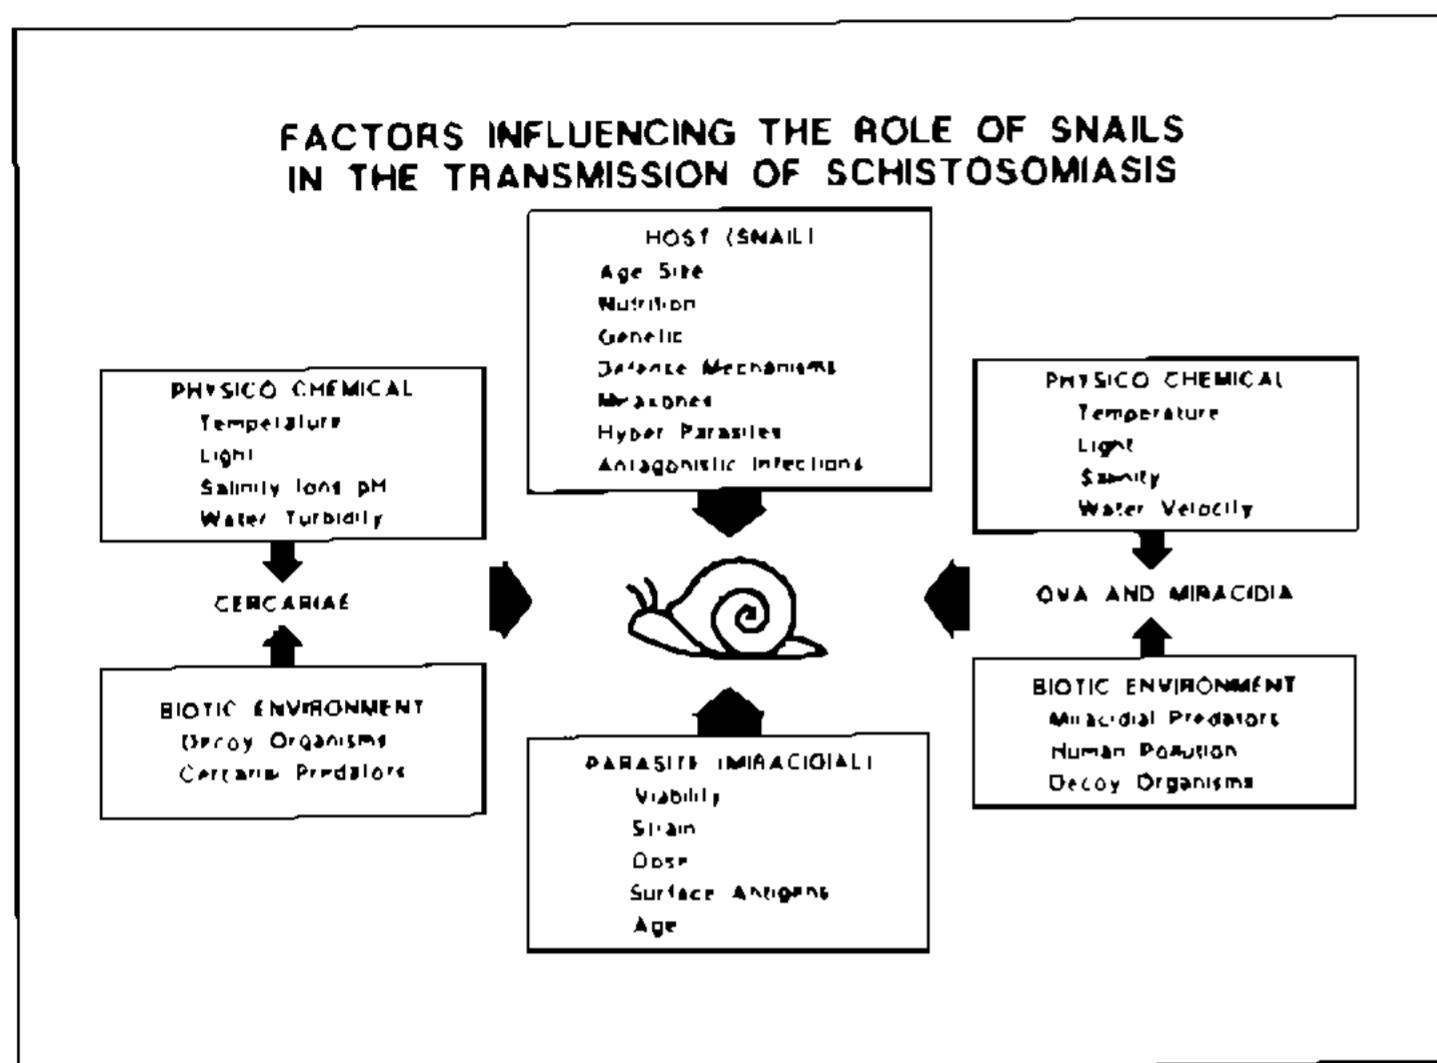 FACTORS INFLUENCING THE ROLE OF SNAILS
IN THE TRANSMISSION OF SCHISTOSOMIASIS
HOST (SNAIL)
Age Size
Nutrition
Genetic
Defense Mechanisms
Hyper Parasites
Antagonistic Infections
PHYSICO CHEMICAL
Temperature
Light
Salinity Ions pH
Water Turbidity
CERCARIAE
BIOTIC ENVIRONMENT
Decoy Organisms
Predators
PHYSICO CHEMICAL
Temperature
Light
Salinity
Water Velocity
OVA AND MIRACIDIA
BIOTIC ENVIRONMENT
Miracidial Predators
Human Pollution
Decoy Organisms
PARASITE (MIRACIDIAL)
Viability
Strain
Dose
Surface Antigens
Age